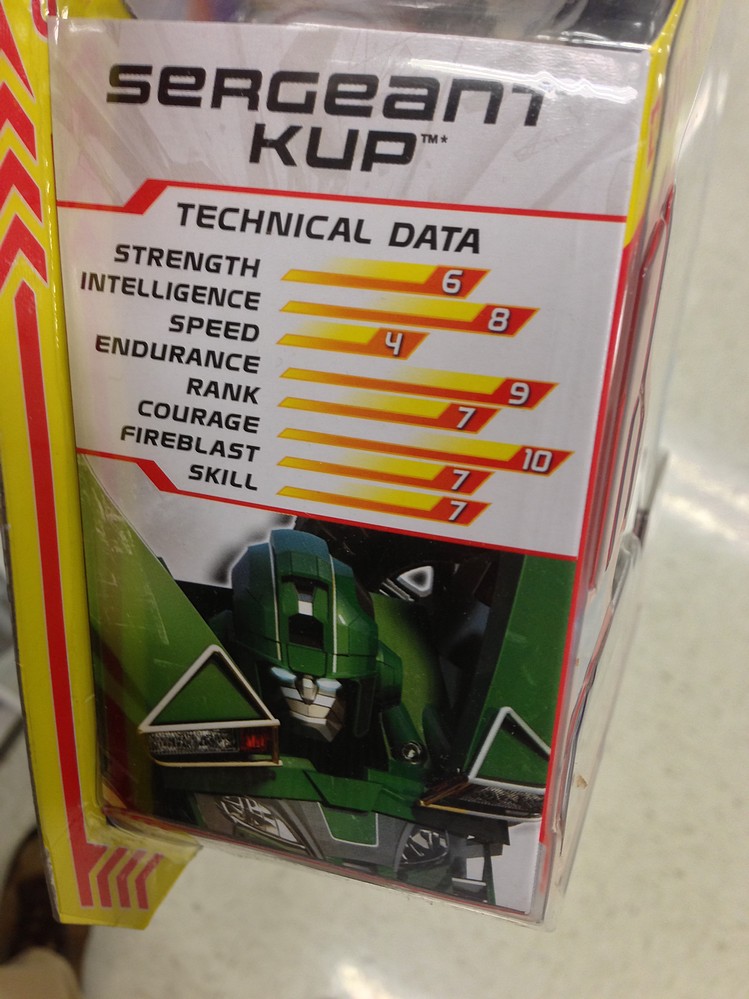 SERGEANT
KUP™*
TECHNICAL DATA
STRENGTH 6
INTELLIGENCE 8
SPEED 4
ENDURANCE 9
RANK 7
COURAGE 10
FIREBLAST 7
SKILL 7